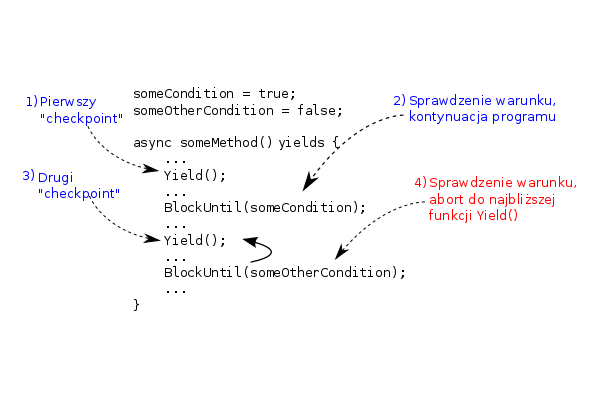 someCondition = true;
someOtherCondition = false;
async someMethod() yields {
...
Yield();
...
BlockUntil(someCondition);
...
Yield();
...
BlockUntil(someOtherCondition);
...
}
1) Pierwszy
"checkpoint"
2) Sprawdzenie warunku,
kontynuacja programu
3) Drugi
"checkpoint"
4) Sprawdzenie warunku,
abort do najbliższej
funkcji Yield()